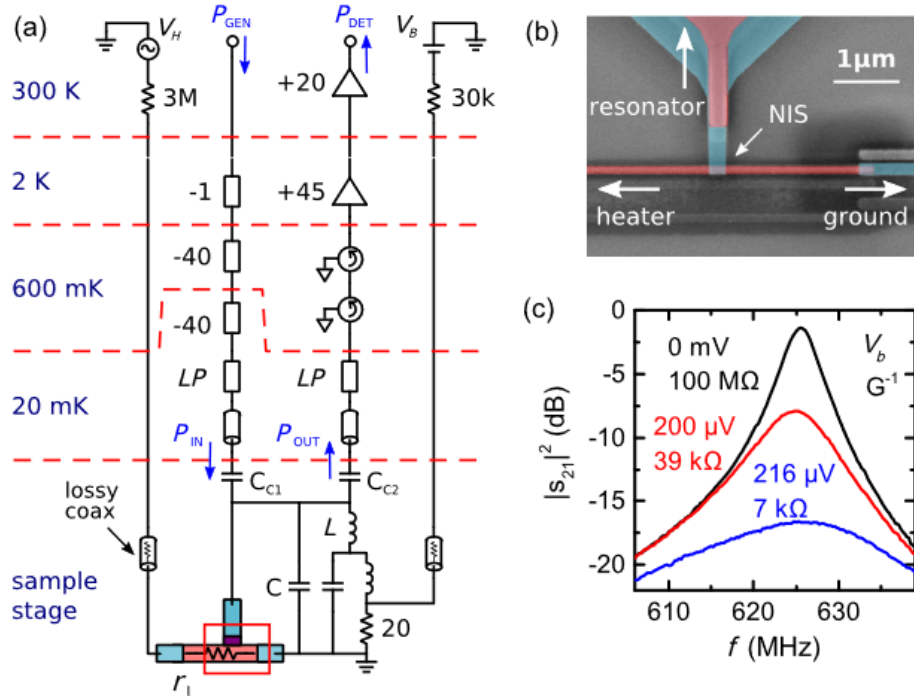 (a)
V_H
P_GEN
P_DET
V_B
300 K
3M
+20
30k
2 K
-1
+45
600 mK
-40
-40
20 mK
LP
LP
P_IN
P_OUT
C_C1
C_C2
lossy
coax
L
C
sample
stage
20
r_l
(b)
1μm
resonator
NIS
heater
ground
(c)
0
-5
-10
-15
-20
|s_21|² (dB)
0 mV
100 MΩ
V_b
G⁻¹
200 μV
39 kΩ
216 μV
7 kΩ
610
620
630
f (MHz)